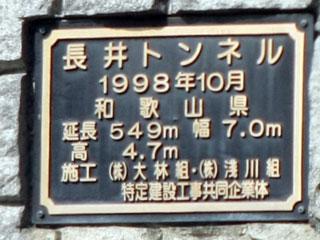 長井トンネル
1998年10月
和歌山県
延長 549m 幅 7.0m
高 4.7m
施工 ㈱大林組・㈱浅川組
特定建設工事共同企業体